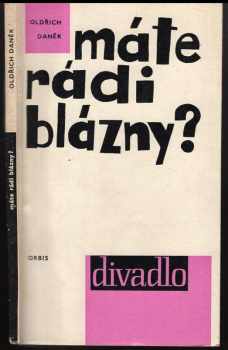 OLDŘICH DANĚK
máte rádi blázny?
OLDŘICH
DANĚK
máte
rádi
blázny?
ORBIS
divadlo